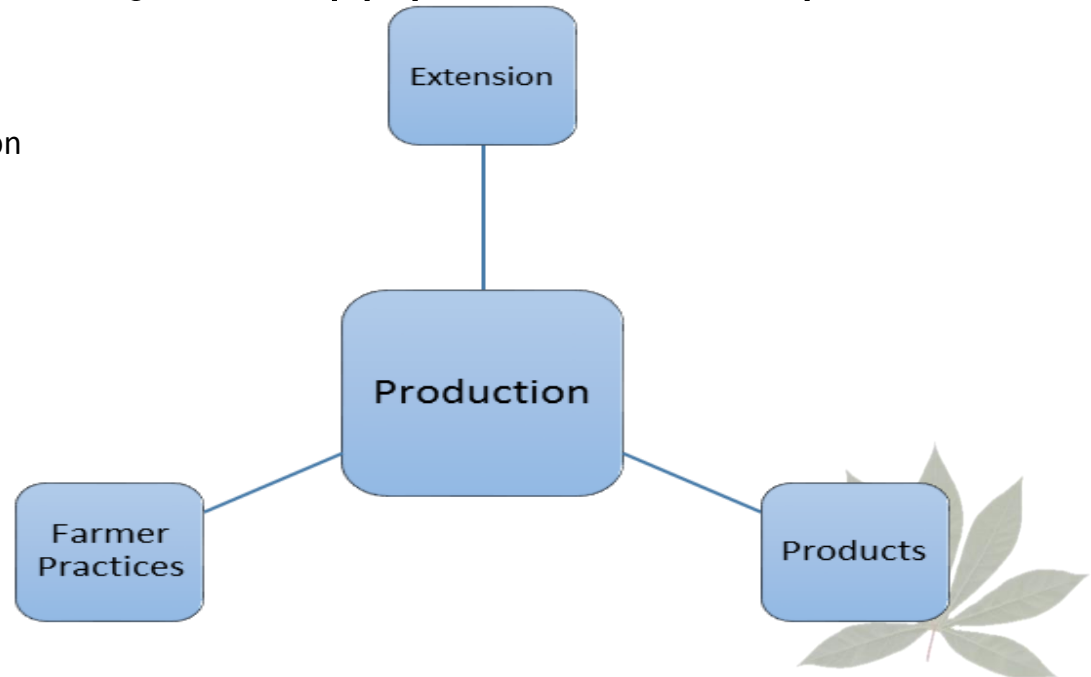 Extension
on
Production
Farmer
Practices
Products